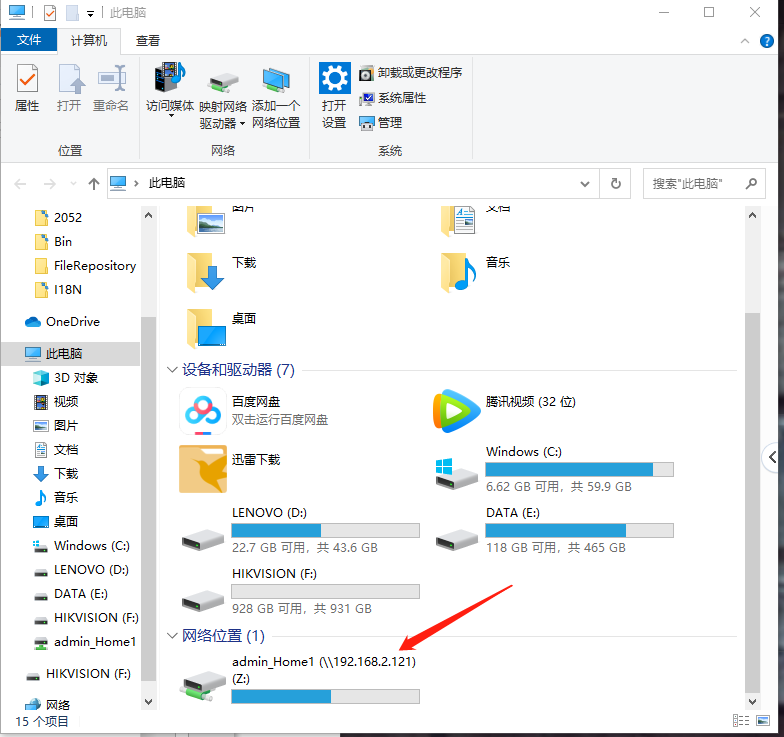 此电脑
文件 计算机 查看
属性 打开 重命名 访问媒体 映射网络驱动器 添加一个网络位置 打开设置 卸载或更改程序
系统属性
管理
位置 网络 系统
此电脑 搜索"此电脑"
2052
Bin
FileRepository
I18N
OneDrive
此电脑
3D 对象
视频
图片
文档
下载
音乐
桌面
Windows (C:)
LENOVO (D:)
DATA (E:)
HIKVISION (F:)
admin_Home1
HIKVISION (F:)
网络
图片 文档
下载 音乐
桌面
设备和驱动器 (7)
百度网盘
双击运行百度网盘
腾讯视频 (32 位)
迅雷下载
Windows (C:)
6.62 GB 可用，共 59.9 GB
LENOVO (D:)
22.7 GB 可用，共 43.6 GB
DATA (E:)
118 GB 可用，共 465 GB
HIKVISION (F:)
928 GB 可用，共 931 GB
网络位置 (1)
admin_Home1 (\\192.168.2.121)
(Z:)
15 个项目